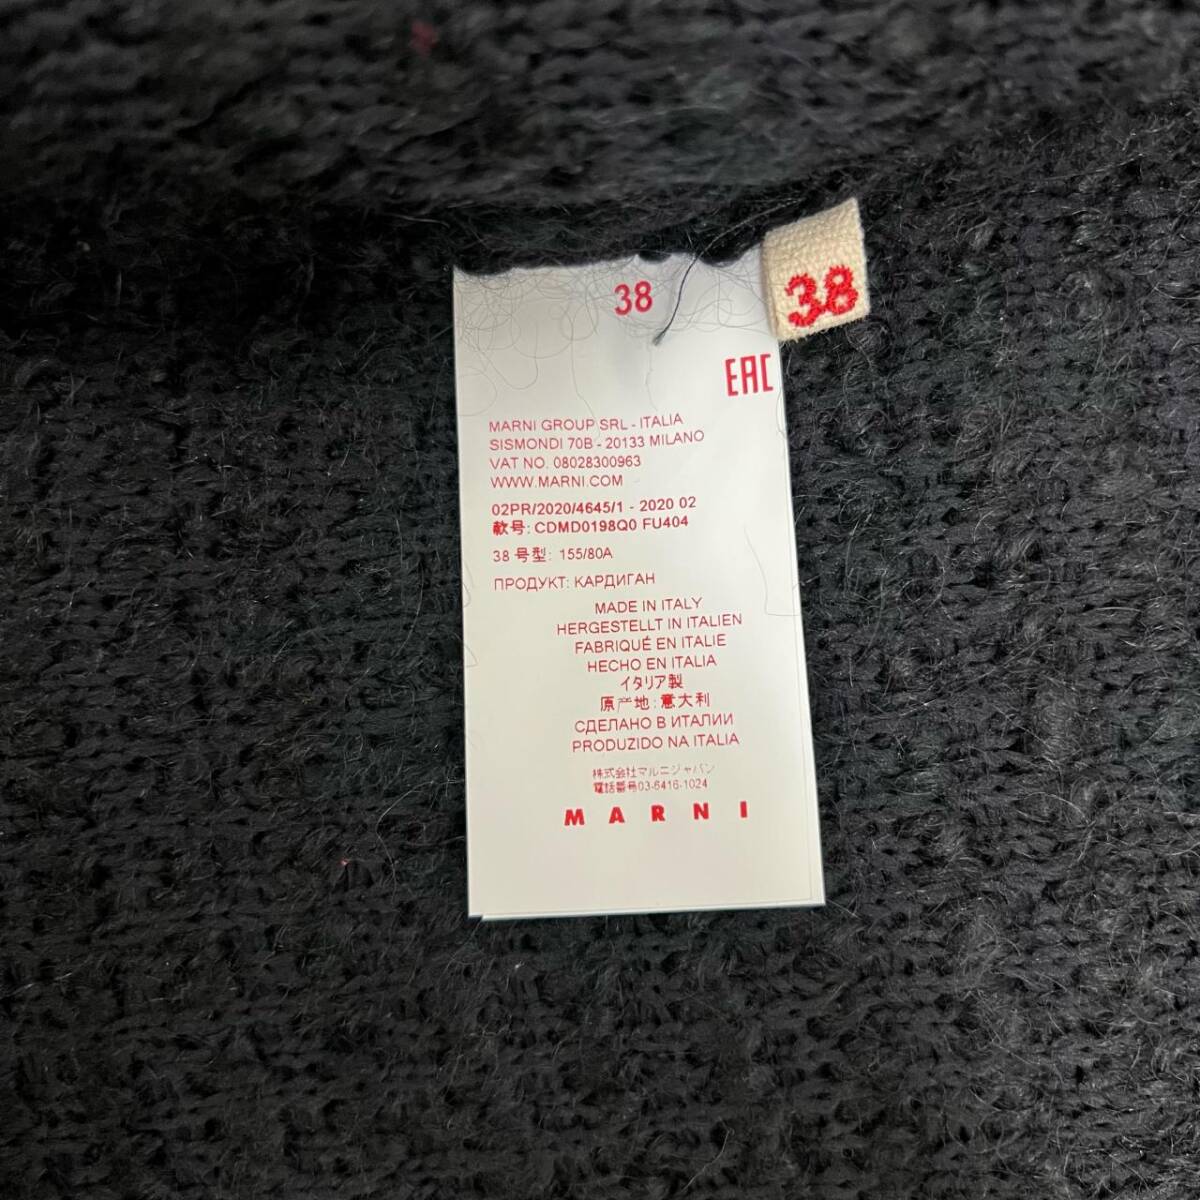 38
38
EAC
MARNI GROUP SRL - ITALIA
SISMONDI 70B - 20133 MILANO
VAT NO. 08028300963
WWW.MARNI.COM
02PR/2020/4645/1 - 2020 02
款号: CDMD0198Q0 FU404
38 号型: 155/80A
ПРОДУКТ: КАРДИГАН
MADE IN ITALY
HERGESTELLT IN ITALIEN
FABRIQUÉ EN ITALIE
HECHO EN ITALIA
イタリア製
原产地: 意大利
СДЕЛАНО В ИТАЛИИ
PRODUZIDO NA ITALIA
株式会社マルニジャパン
電話番号03-6416-1024
MARNI